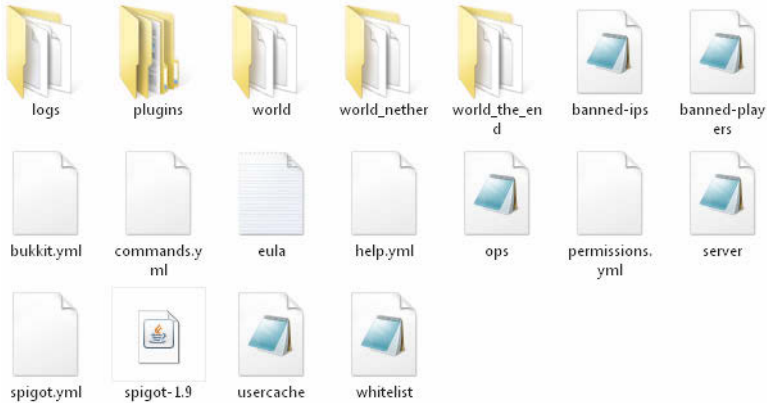 logs
plugins
world
world_nether
world_the_en
d
banned-ips
banned-play
ers
bukkit.yml
commands.y
ml
eula
help.yml
ops
permissions.
yml
server
spigot.yml
spigot-1.9
usercache
whitelist